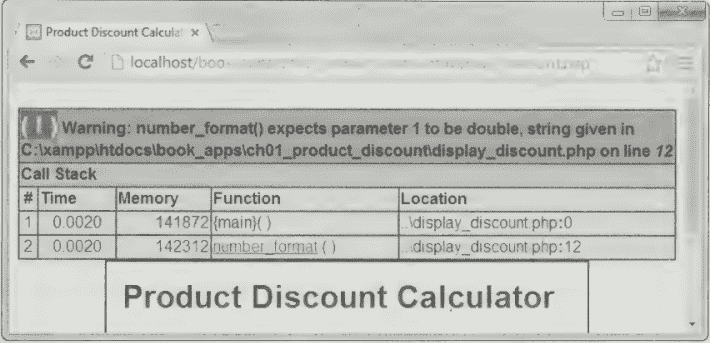 Product Discount Calculat
localhost/boo
( ! ) Warning: number_format() expects parameter 1 to be double, string given in
C:\xampp\htdocs\book_apps\ch01_product_discount\display_discount.php on line 12
Call Stack
# Time Memory Function Location
1 0.0020 141872 {main}( ) ..\display_discount.php:0
2 0.0020 142312 number_format ( ) ..\display_discount.php:12
Product Discount Calculator